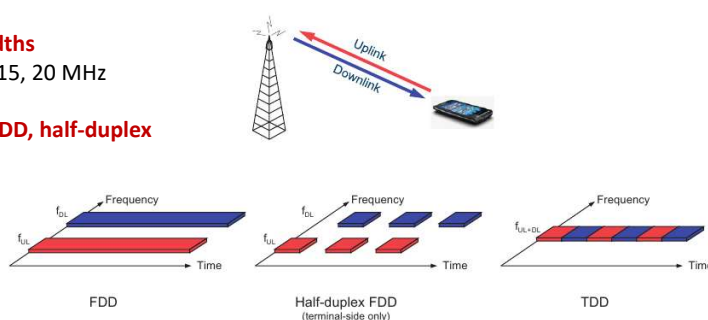 dths
15, 20 MHz
DD, half-duplex
Uplink
Downlink
Frequency
fDL
fUL
Time
FDD
Frequency
fDL
fUL
Time
Half-duplex FDD
(terminal-side only)
Frequency
fUL+DL
Time
TDD